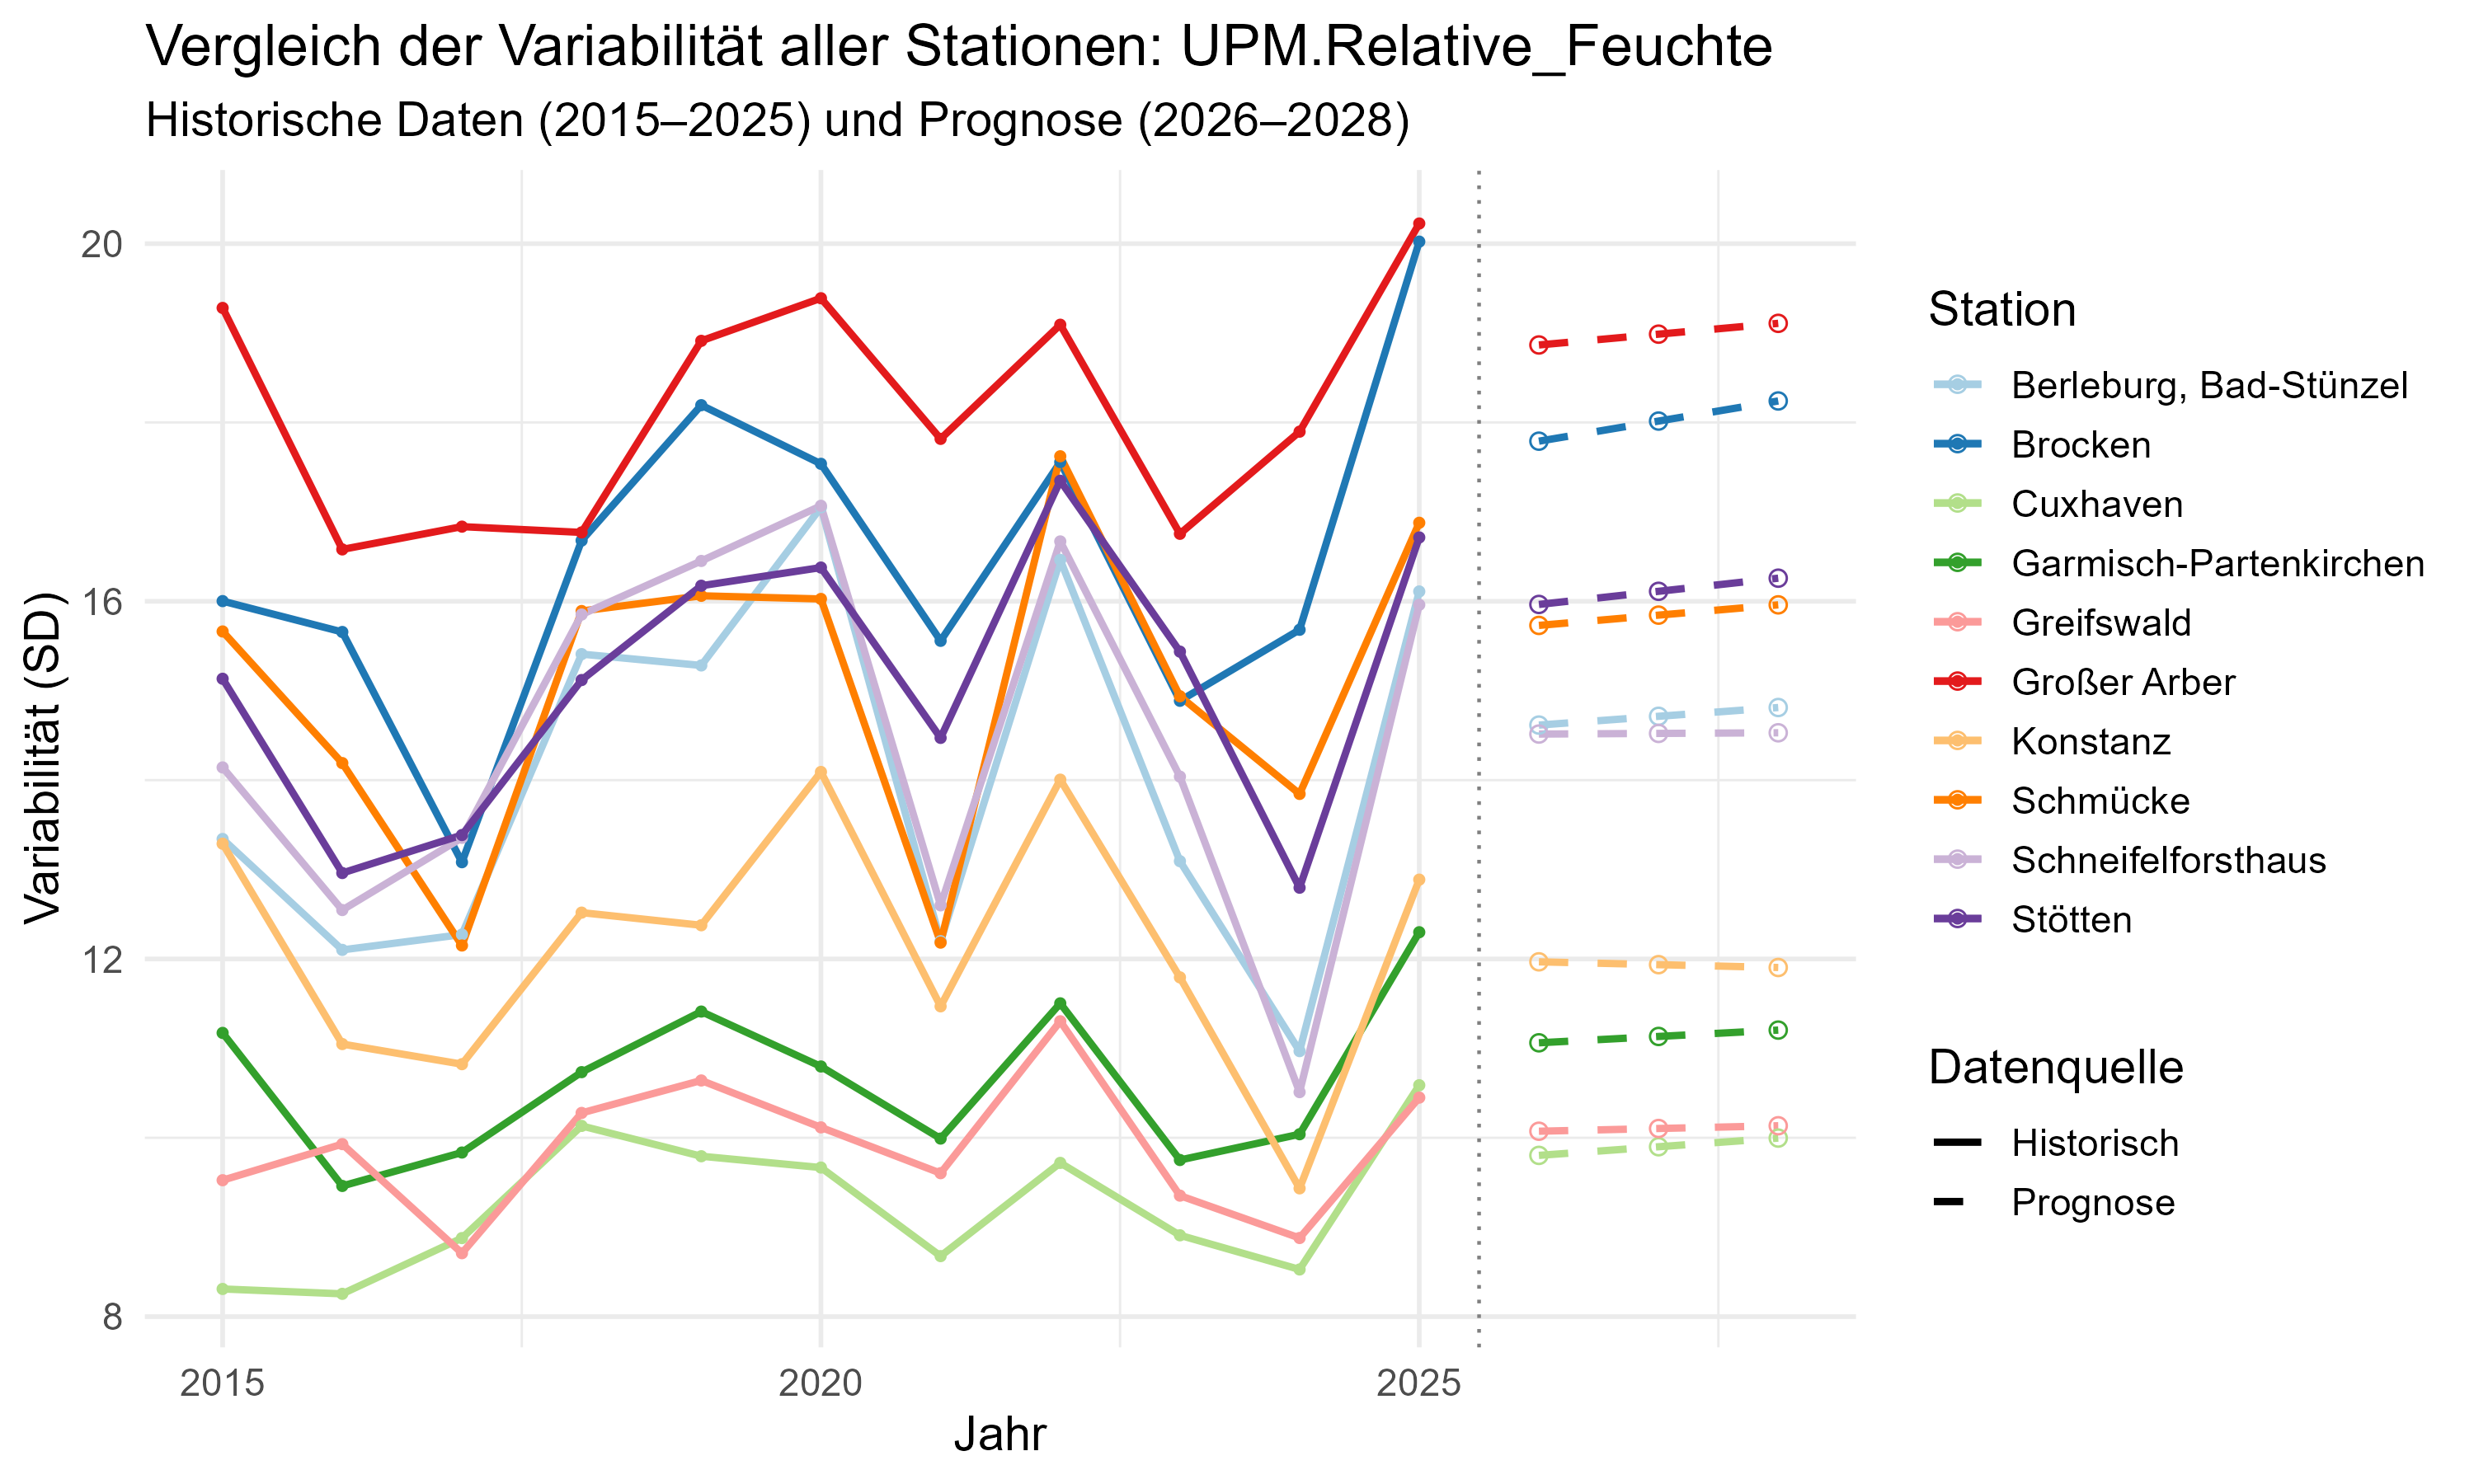 Vergleich der Variabilität aller Stationen: UPM.Relative_Feuchte
Historische Daten (2015–2025) und Prognose (2026–2028)
Variabilität (SD)
20
16
12
8
2015
2020
2025
Jahr
Station
Berleburg, Bad-Stünzel
Brocken
Cuxhaven
Garmisch-Partenkirchen
Greifswald
Großer Arber
Konstanz
Schmücke
Schneifelforsthaus
Stötten
Datenquelle
Historisch
Prognose